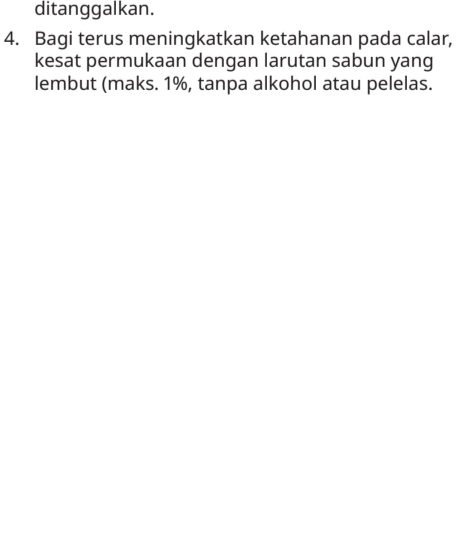 ditanggalkan.
4. Bagi terus meningkatkan ketahanan pada calar,
kesat permukaan dengan larutan sabun yang
lembut (maks. 1%, tanpa alkohol atau pelelas.